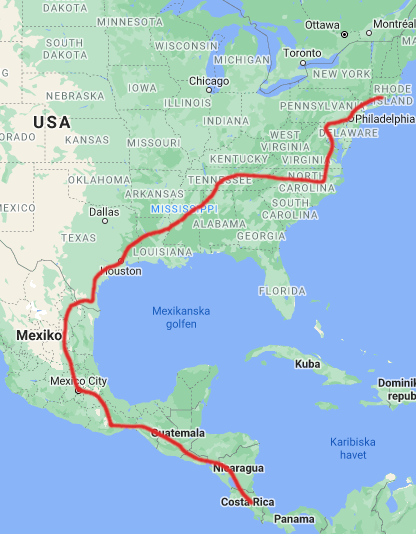 DAKOTA
MINNESOTA
Ottawa
Montréal
SOUTH
DAKOTA
WISCONSIN
MICHIGAN
Toronto
NEW YORK
Chicago
IOWA
NEBRASKA
ILLINOIS
PENNSYLVANIA
RHODE
ISLAND
USA
INDIANA
Philadelphia
DELAWARE
KANSAS
MISSOURI
WEST
VIRGINIA
KENTUCKY
VIRGINIA
OKLAHOMA
TENNESSEE
NORTH
CAROLINA
ARKANSAS
MISSISSIPPI
SOUTH
CAROLINA
Dallas
ALABAMA
GEORGIA
TEXAS
LOUISIANA
Houston
FLORIDA
Mexikanska
golfen
Mexiko
Kuba
Mexico City
Dominik
repub
Guatemala
Karibiska
havet
Nicaragua
Costa Rica
Panama